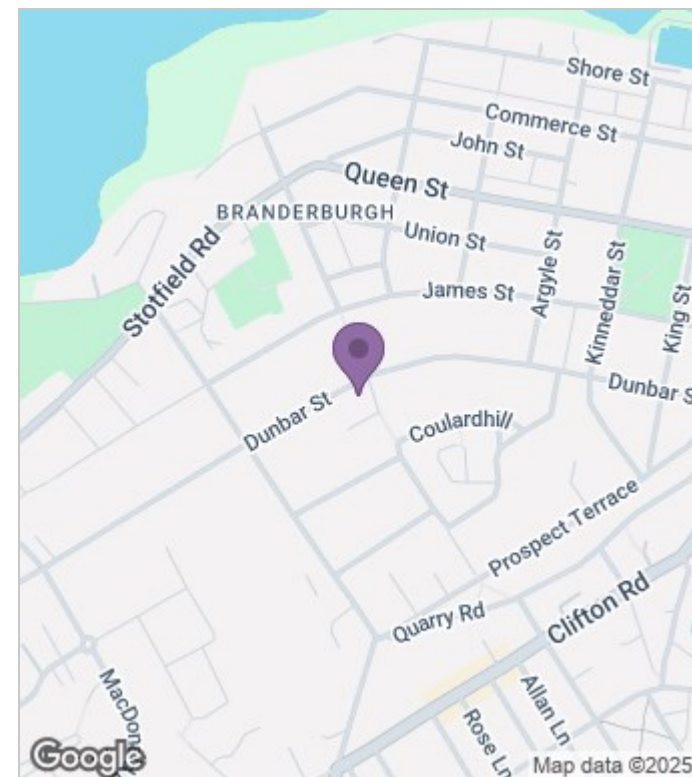 Shore St
Commerce St
John St
Queen St
BRANDERBURGH
Union St
Stotfield Rd
Argyle St
Kinneddar St
King St
James St
Dunbar St
Dunbar S
Coulardhill
Prospect Terrace
Quarry Rd
Clifton Rd
Allan Ln
Rose Ln
Google
Map data ©2025